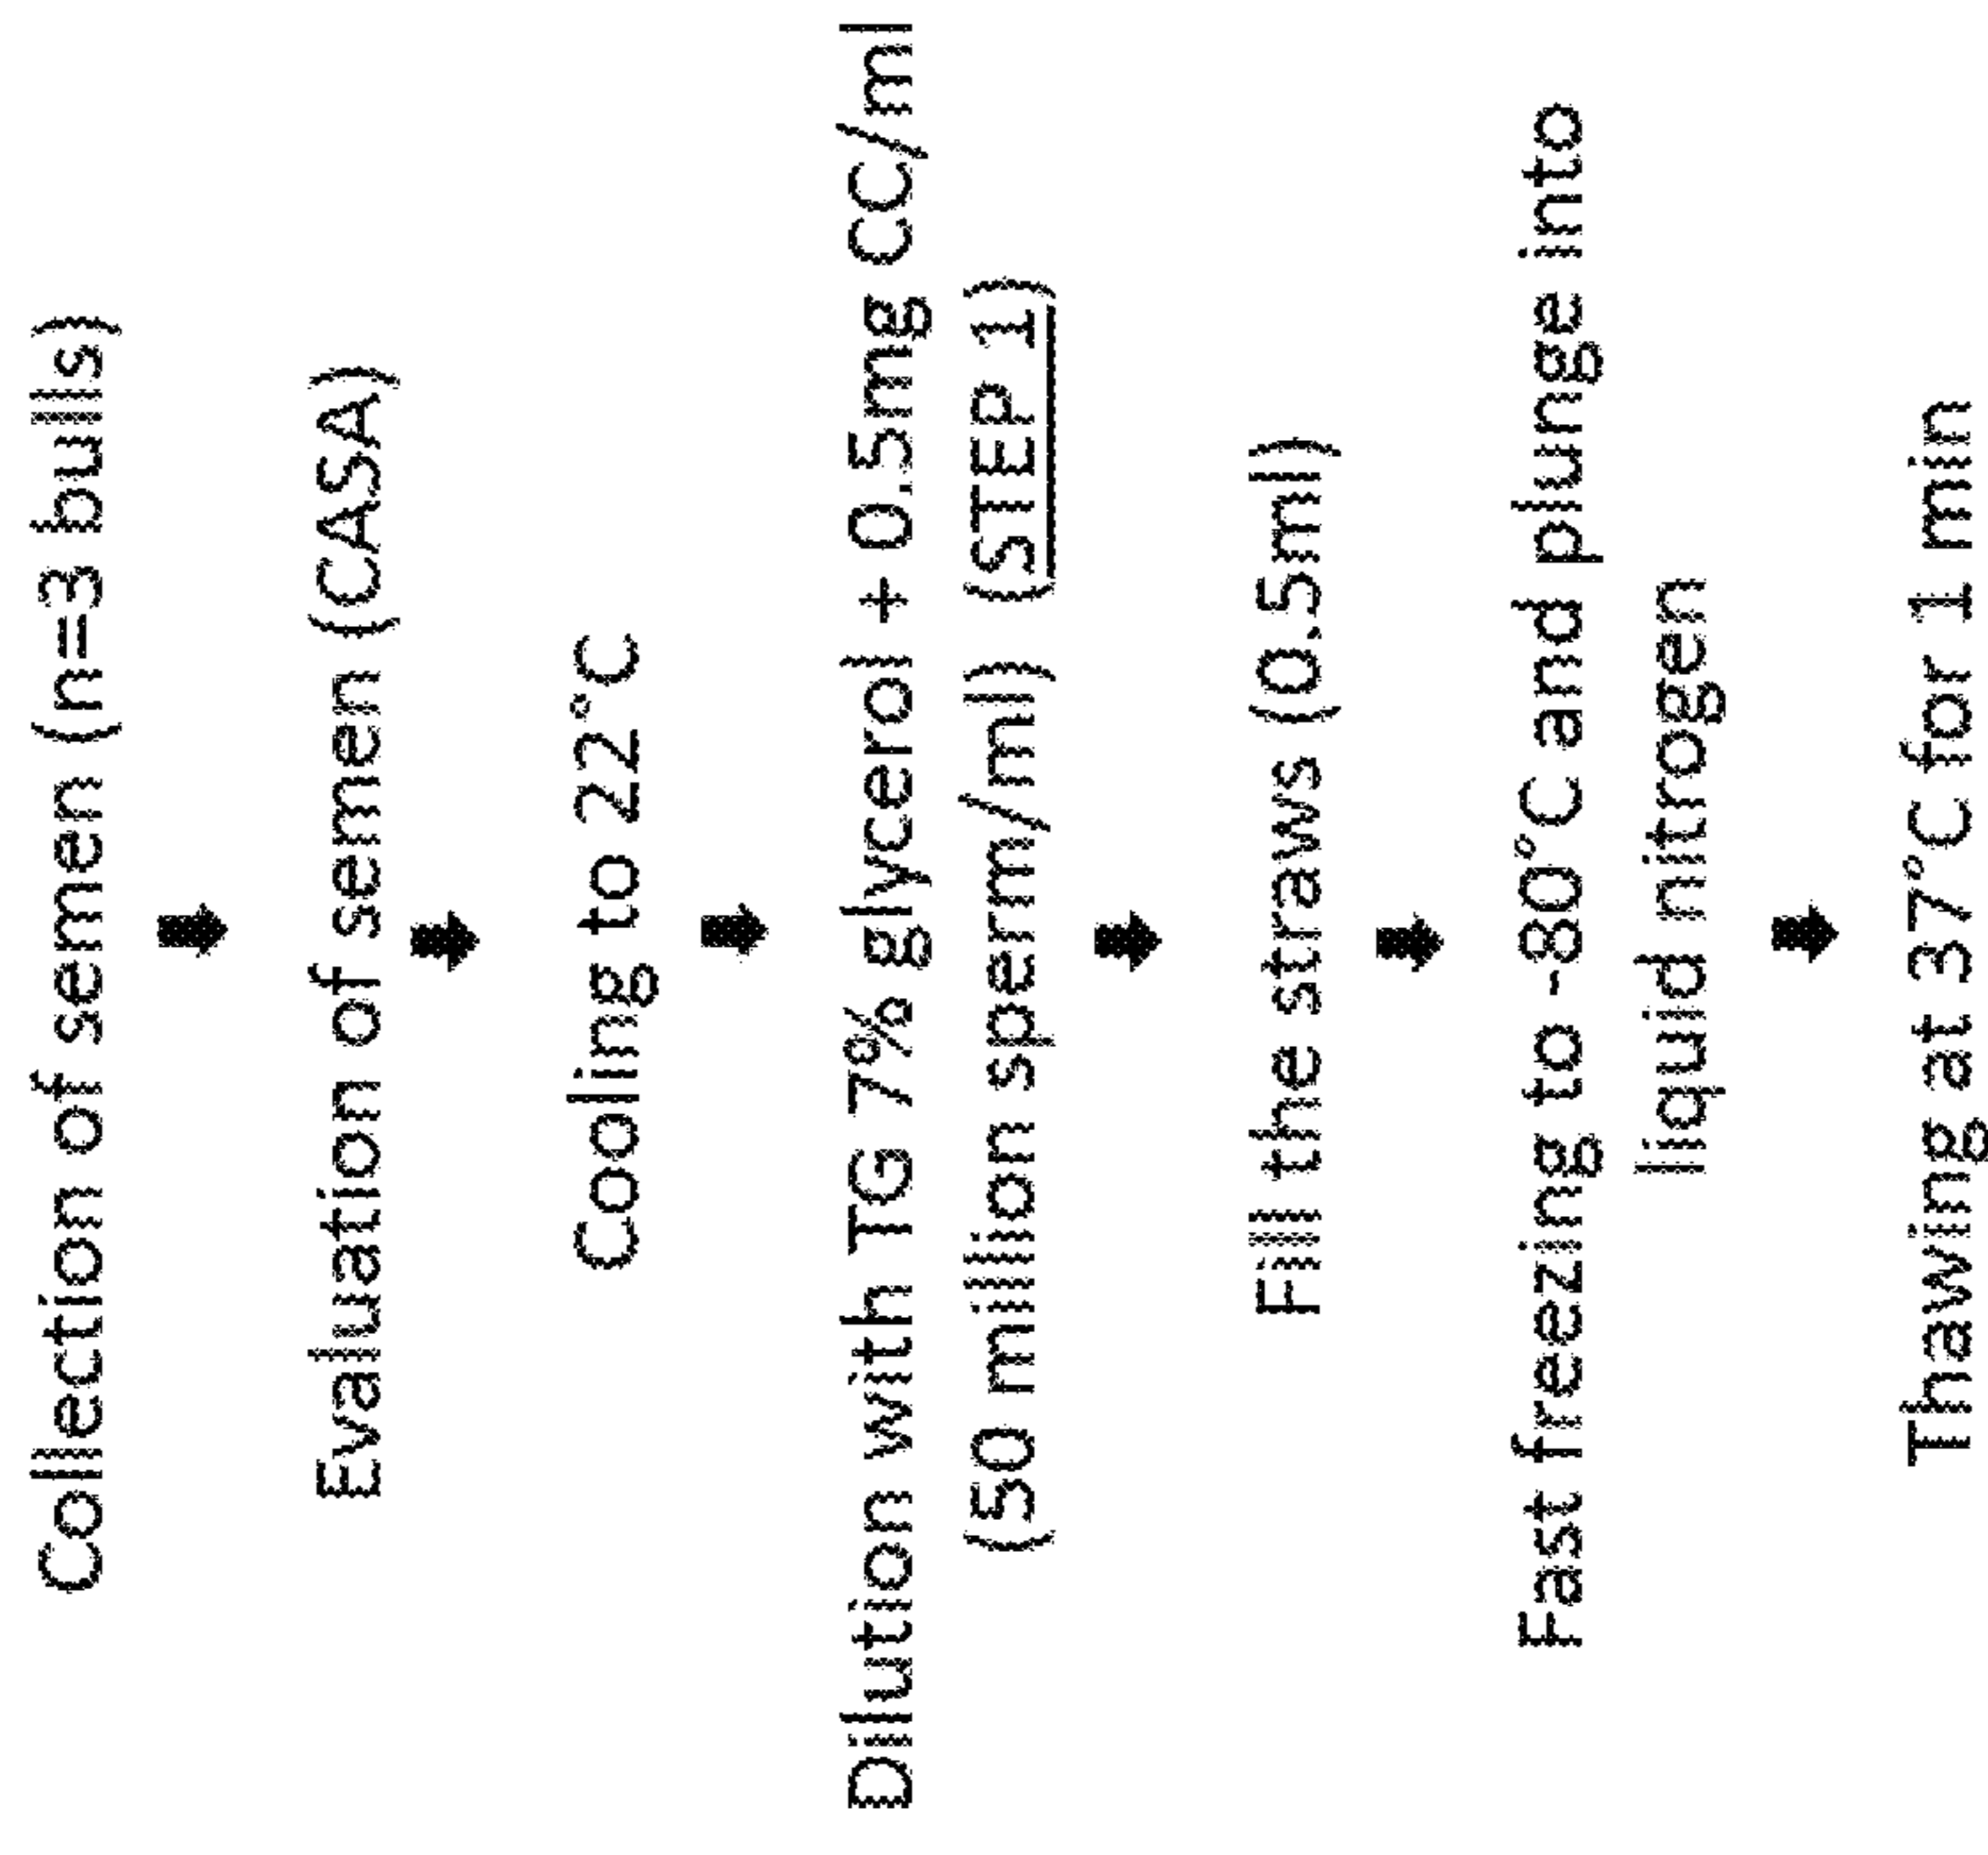 Collection of semen (n=3 bulls)
Evaluation of semen (CASA)
Cooling to 22°C
Dilution with TG 7% glycerol + 0.5mg CC/ml
(50 million sperm/ml) (STEP 1)
Fill the straws (0.5ml)
Fast freezing to -80°C and plunge into
liquid nitrogen
Thawing at 37°C for 1 min